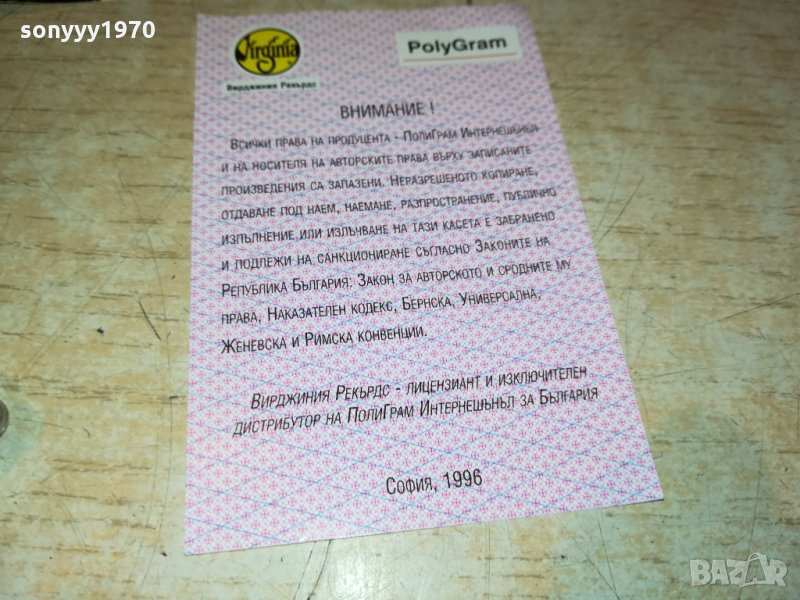 sonyyy1970
Virginia
Вирджиния Рекърдс
PolyGram
ВНИМАНИЕ !
Всички права на продуцента - ПолиГрам Интернешънъл
и на носителя на авторските права върху записаните
произведения са запазени. Неразрешеното копиране,
отдаване под наем, наемане, разпространение, публично
изпълнение или излъчване на тази касета е забранено
и подлежи на санкциониране съгласно Законите на
Република България: Закон за авторското и сродните му
права, Наказателен кодекс, Бернска, Универсална,
Женевска и Римска конвенции.
Вирджиния Рекърдс - лицензиант и изключителен
дистрибутор на ПолиГрам Интернешънъл за България
София, 1996
BAZAR